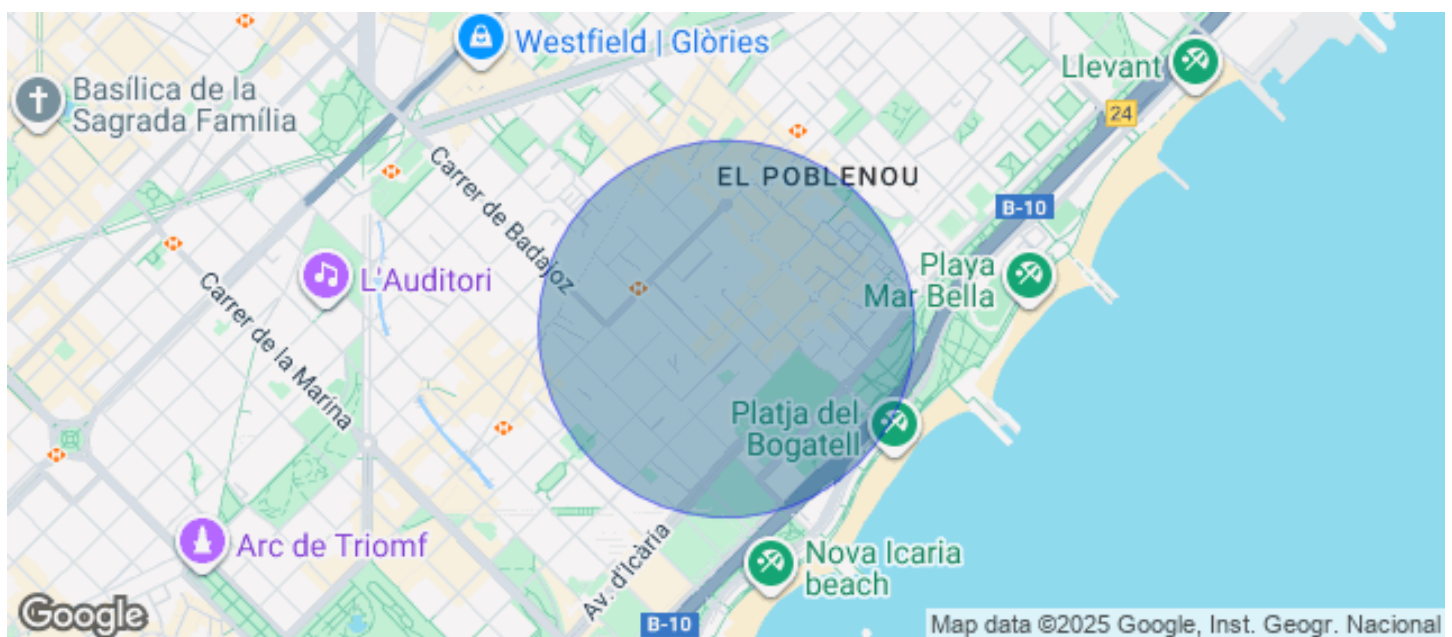 Westfield | Glòries
Llevant
Basílica de la
Sagrada Família
24
Carrer de Badajoz
EL POBLENOU
B-10
L'Auditori
Playa
Mar Bella
Carrer de la Marina
Platja del
Bogatell
Arc de Triomf
Av. d'Icària
Nova Icaria
beach
Google
B-10
Map data ©2025 Google, Inst. Geogr. Nacional